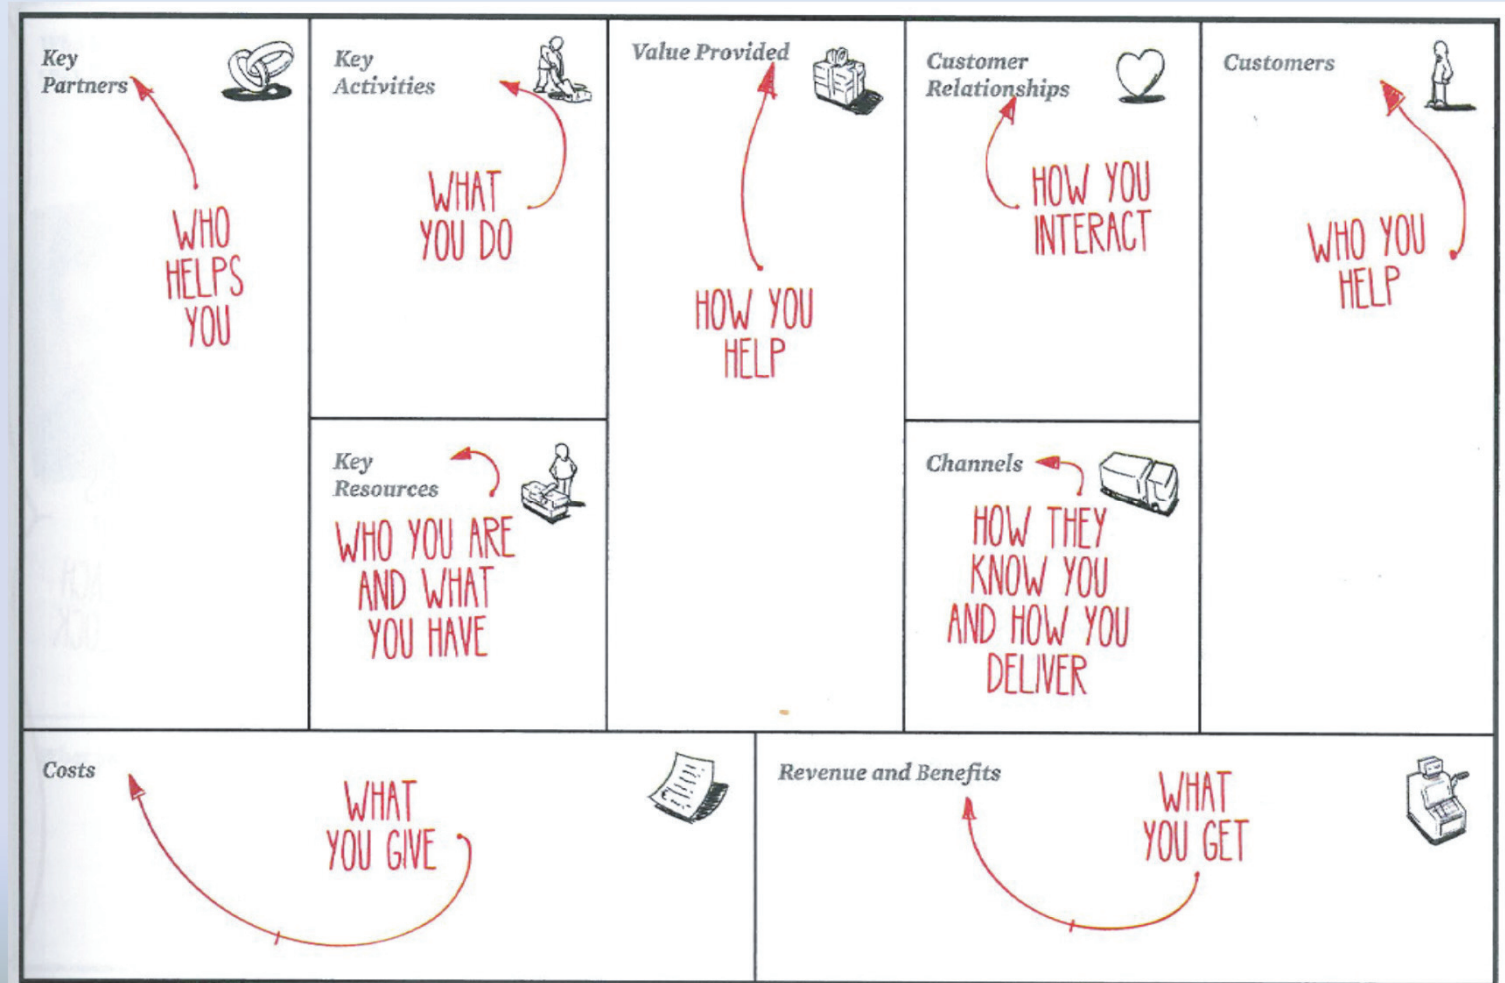 Key
Partners
WHO
HELPS
YOU
Key
Activities
WHAT
YOU DO
Key
Resources
WHO YOU ARE
AND WHAT
YOU HAVE
Value Provided
HOW YOU
HELP
Customer
Relationships
HOW YOU
INTERACT
Channels
HOW THEY
KNOW YOU
AND HOW YOU
DELIVER
Customers
WHO YOU
HELP
Costs
WHAT
YOU GIVE
Revenue and Benefits
WHAT
YOU GET